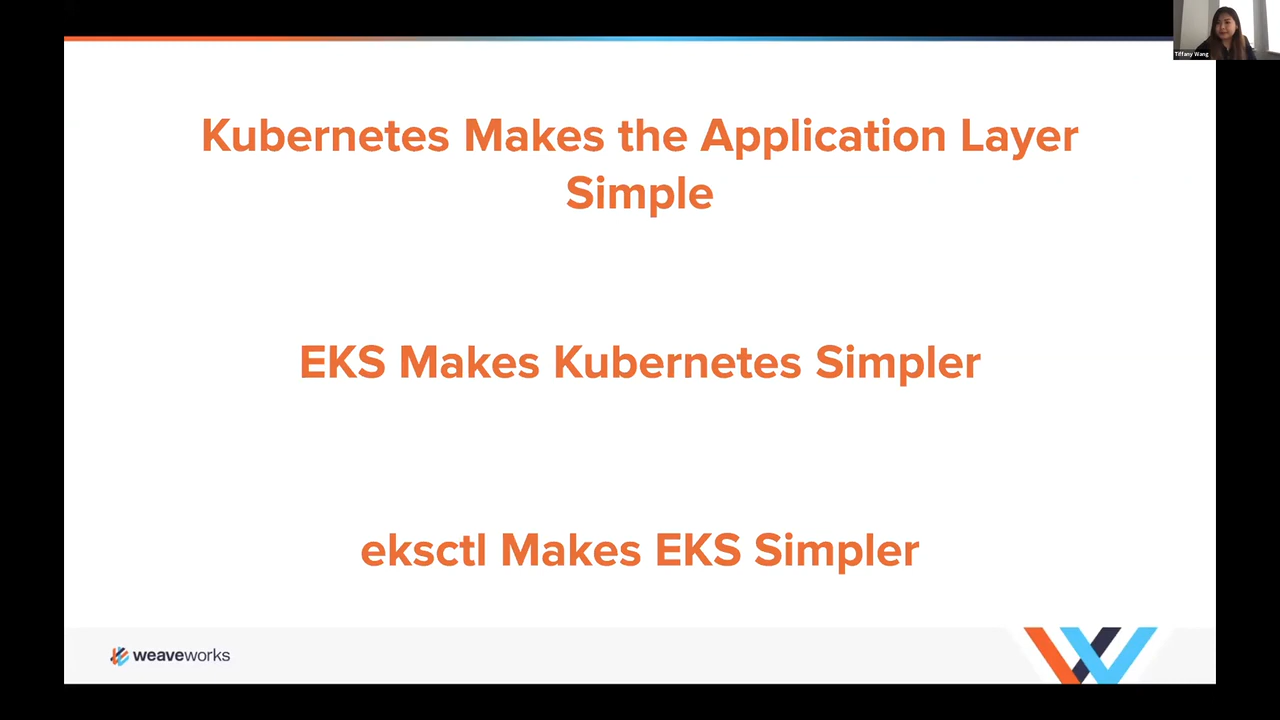 Tiffany Wang
Kubernetes Makes the Application Layer
Simple
EKS Makes Kubernetes Simpler
eksctl Makes EKS Simpler
weaveworks